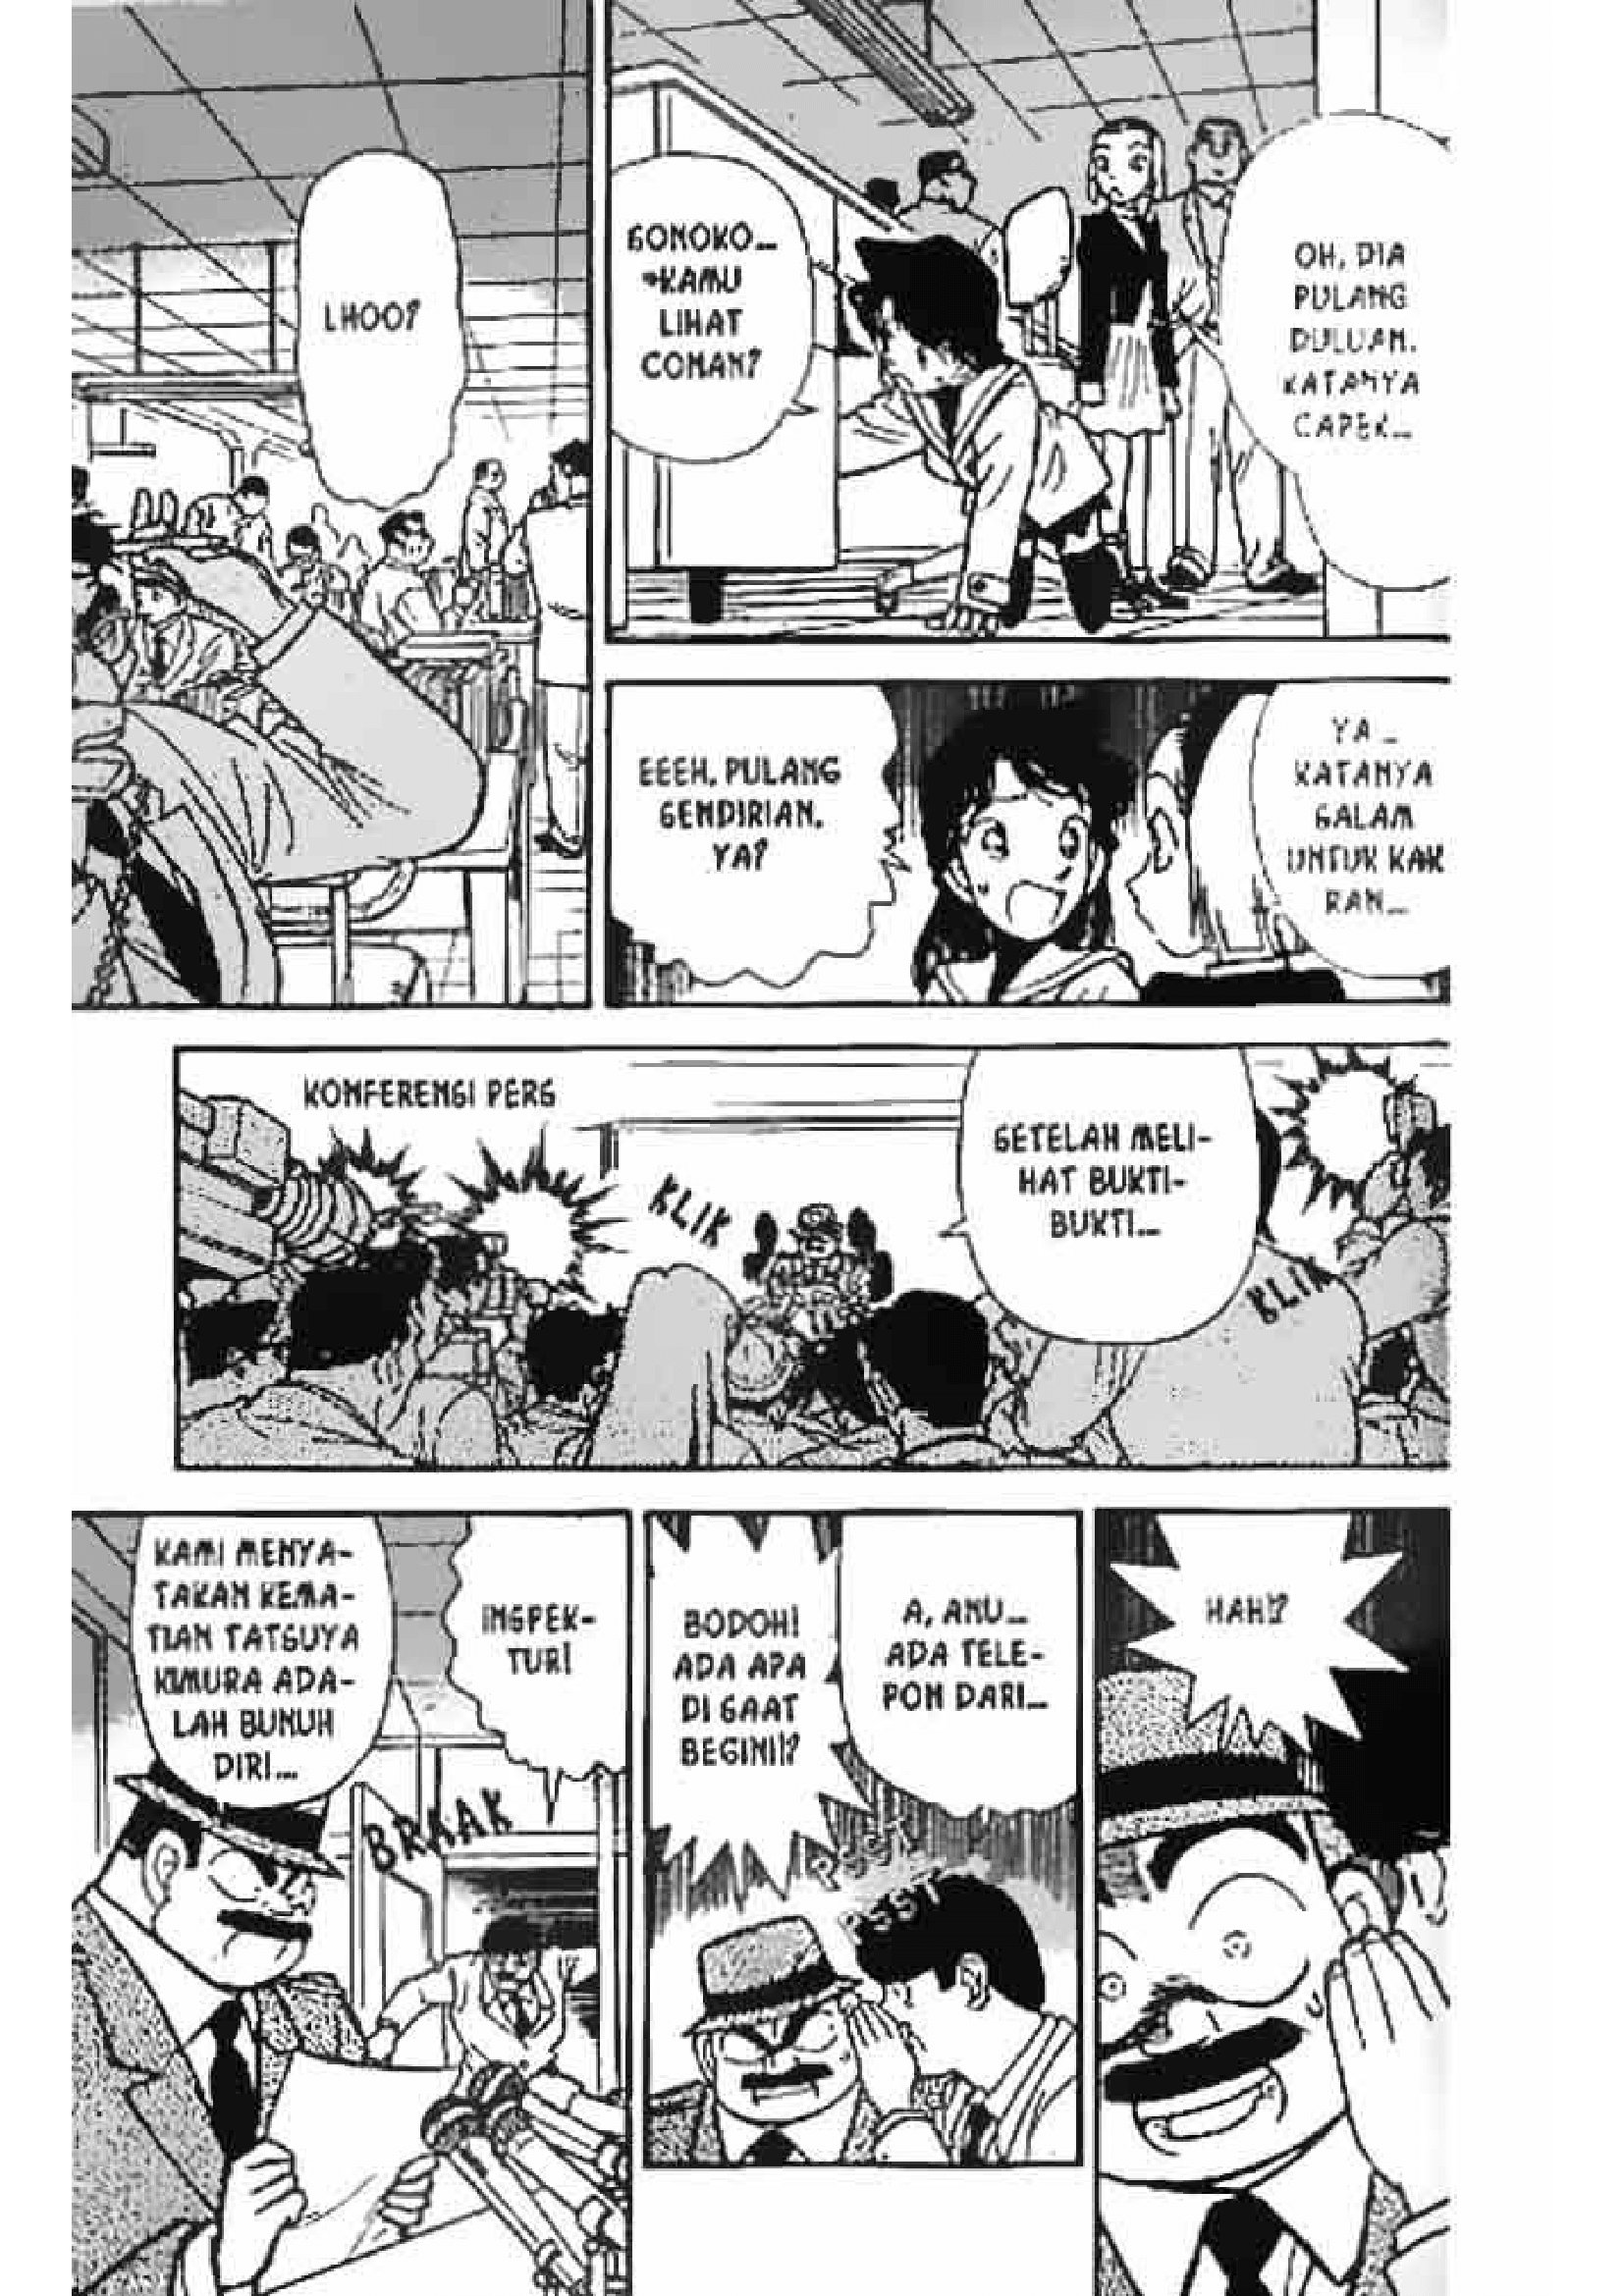 LHOO?
SONOKO...
KAMU
LIHAT
CONAN?
OH, DIA
PULANG
DULUAN.
KATANYA
CAPEK...
EEEH, PULANG
SENDIRIAN,
YA?
YA...
KATANYA
SALAM
UNTUK KAK
RAN...
KONFERENSI PERS
KLIK
SETELAH MELI-
HAT BUKTI-
BUKTI...
KLIK
KAMI MENYA-
TAKAN KEMA-
TIAN TATSUYA
KIMURA ADA-
LAH BUNUH
DIRI...
INSPEK-
TUR!
BRAAK
BODOH!
ADA APA
DI SAAT
BEGINI!?
A, ANU...
ADA TELE-
PON DARI...
PSST
PSST
HAH!?